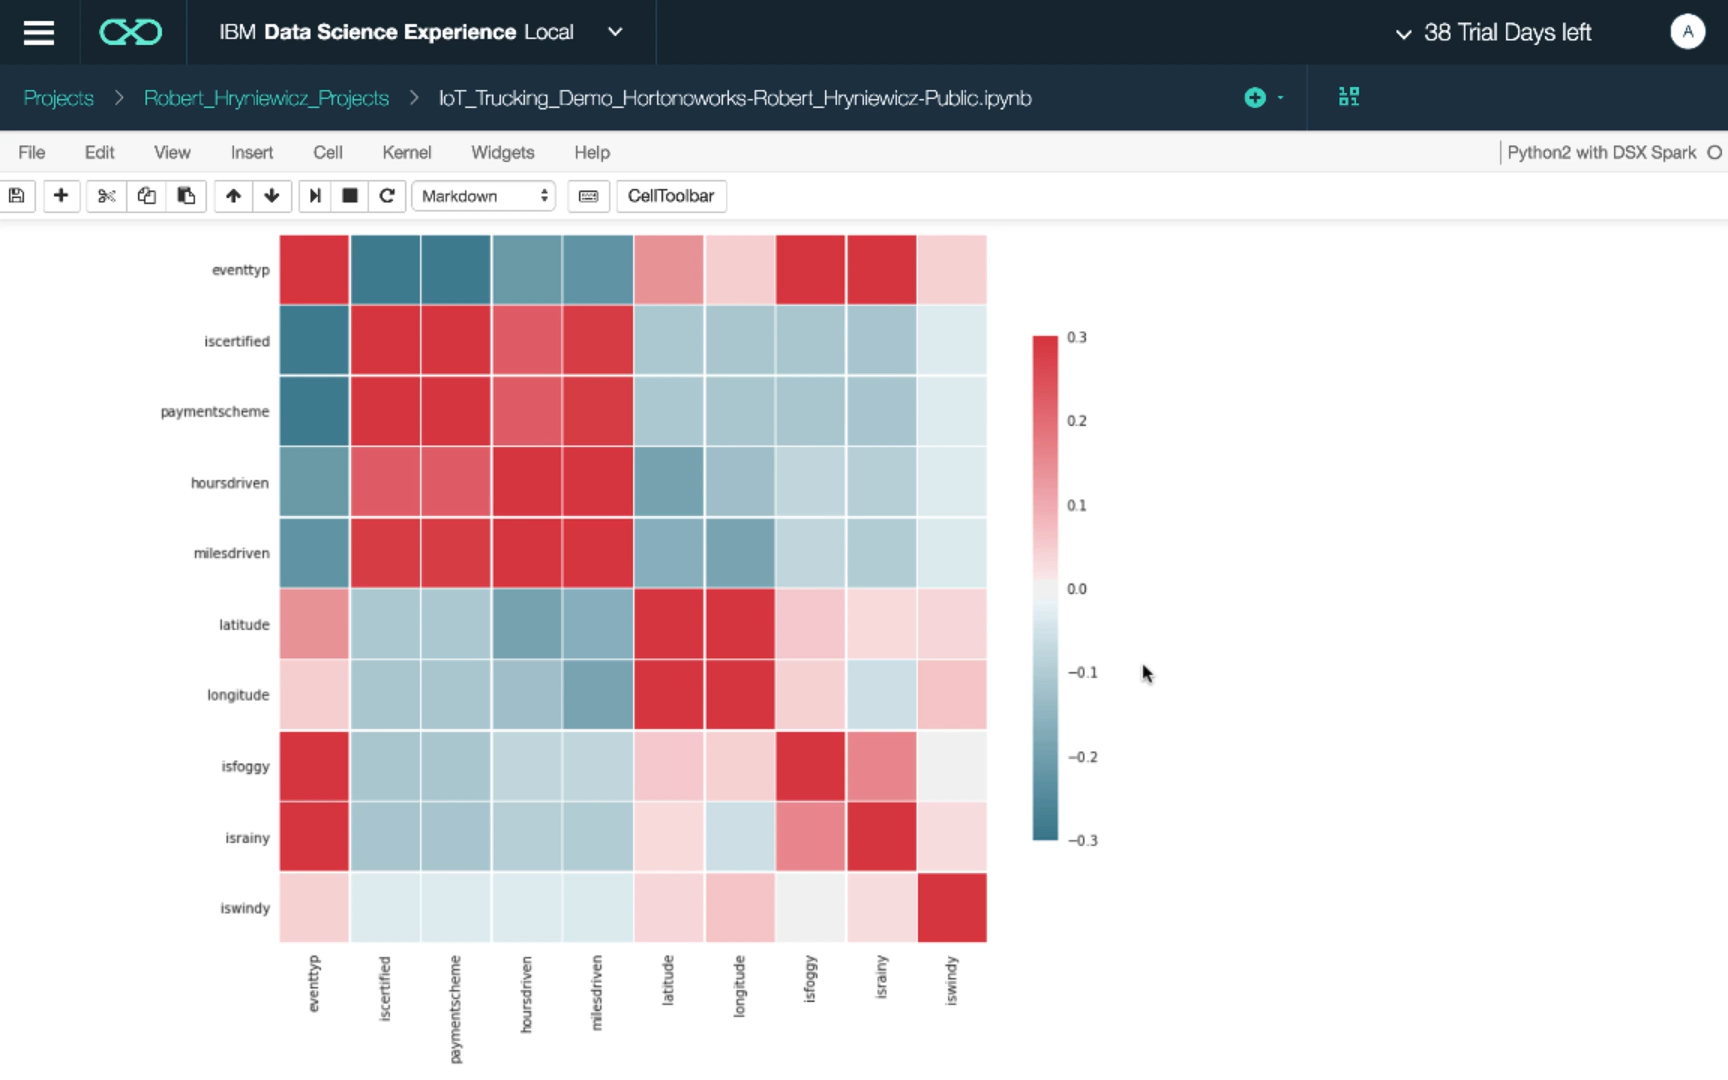 IBM Data Science Experience Local
38 Trial Days left
A
Projects > Robert_Hryniewicz_Projects > IoT_Trucking_Demo_Hortonoworks-Robert_Hryniewicz-Public.ipynb
File Edit View Insert Cell Kernel Widgets Help
Python2 with DSX Spark
Markdown
CellToolbar
eventtyp
iscertified
paymentscheme
hoursdriven
milesdriven
latitude
longitude
isfoggy
israiny
iswindy
0.3
0.2
0.1
0.0
−0.1
−0.2
−0.3
eventtyp
iscertified
paymentscheme
hoursdriven
milesdriven
latitude
longitude
isfoggy
israiny
iswindy